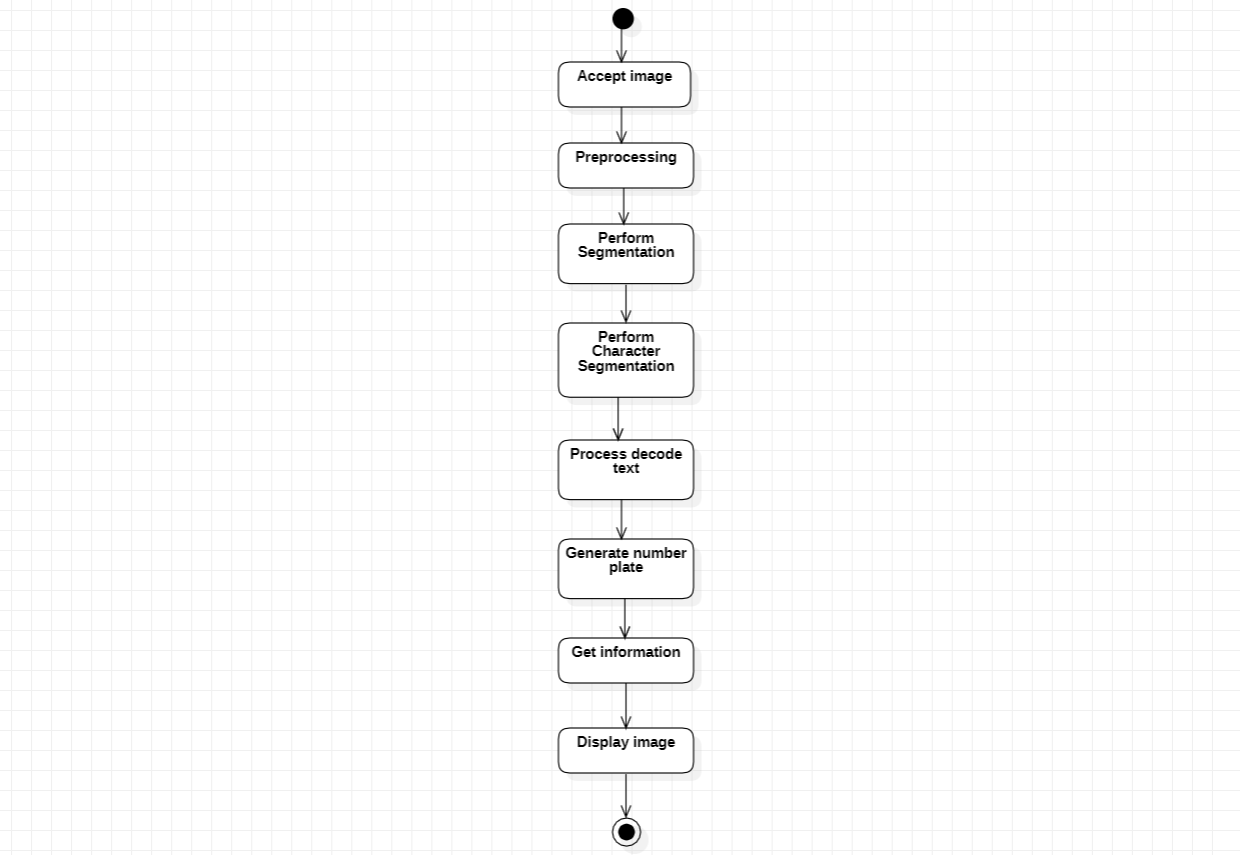 Accept image
Preprocessing
Perform
Segmentation
Perform
Character
Segmentation
Process decode
text
Generate number
plate
Get information
Display image